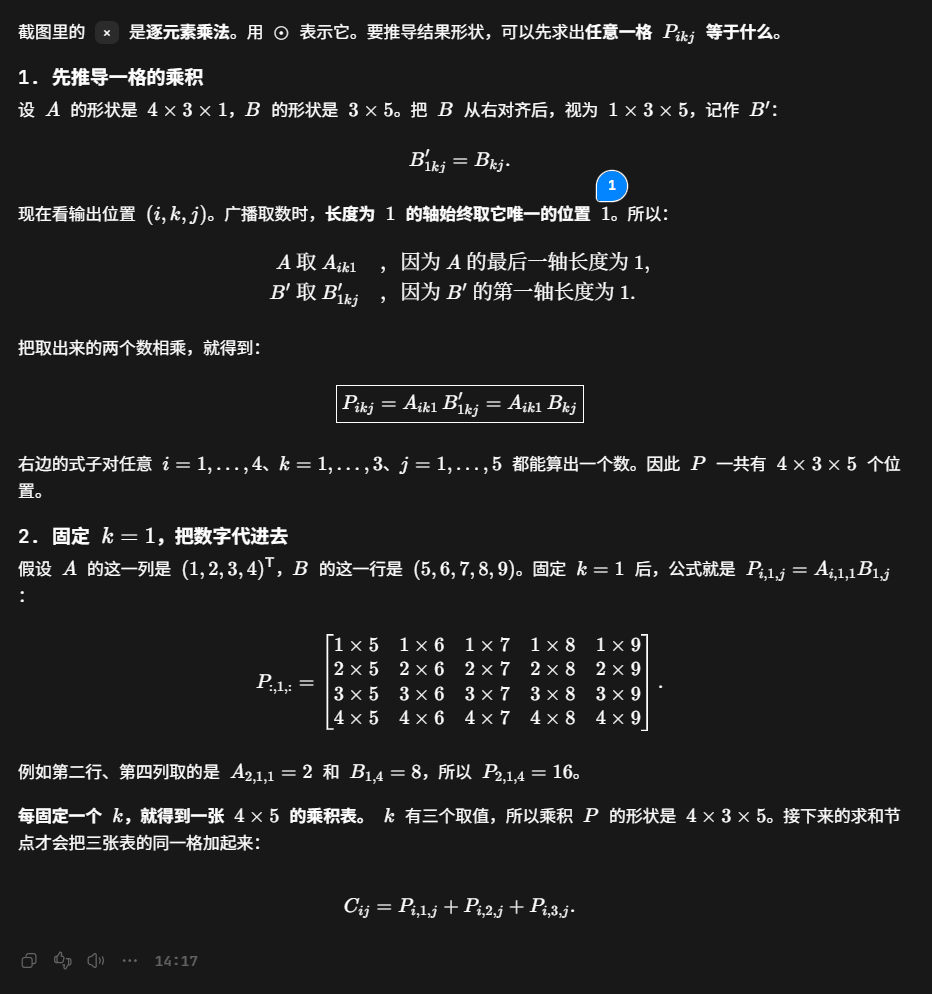 截图里的 × 是逐元素乘法。用 ⊙ 表示它。要推导结果形状，可以先求出任意一格 P_{ikj} 等于什么。
1. 先推导一格的乘积
设 A 的形状是 4 × 3 × 1，B 的形状是 3 × 5。把 B 从右对齐后，视为 1 × 3 × 5，记作 B′：
B′_{1kj} = B_{kj}.
1
现在看输出位置 (i, k, j)。广播取数时，长度为 1 的轴始终取它唯一的位置 1。所以：
A 取 A_{ik1} ，因为 A 的最后一轴长度为 1,
B′ 取 B′_{1kj} ，因为 B′ 的第一轴长度为 1.
把取出来的两个数相乘，就得到：
P_{ikj} = A_{ik1} B′_{1kj} = A_{ik1} B_{kj}
右边的式子对任意 i = 1, . . . , 4、k = 1, . . . , 3、j = 1, . . . , 5 都能算出一个数。因此 P 一共有 4 × 3 × 5 个位
置。
2. 固定 k = 1，把数字代进去
假设 A 的这一列是 (1, 2, 3, 4)^⊤，B 的这一行是 (5, 6, 7, 8, 9)。固定 k = 1 后，公式就是 P_{i,1,j} = A_{i,1,1}B_{1,j}
：
P_{:,1,:} = [
1 × 5 1 × 6 1 × 7 1 × 8 1 × 9
2 × 5 2 × 6 2 × 7 2 × 8 2 × 9
3 × 5 3 × 6 3 × 7 3 × 8 3 × 9
4 × 5 4 × 6 4 × 7 4 × 8 4 × 9
] .
例如第二行、第四列取的是 A_{2,1,1} = 2 和 B_{1,4} = 8，所以 P_{2,1,4} = 16。
每固定一个 k，就得到一张 4 × 5 的乘积表。 k 有三个取值，所以乘积 P 的形状是 4 × 3 × 5。接下来的求和节
点才会把三张表的同一格加起来：
C_{ij} = P_{i,1,j} + P_{i,2,j} + P_{i,3,j}.
14:17